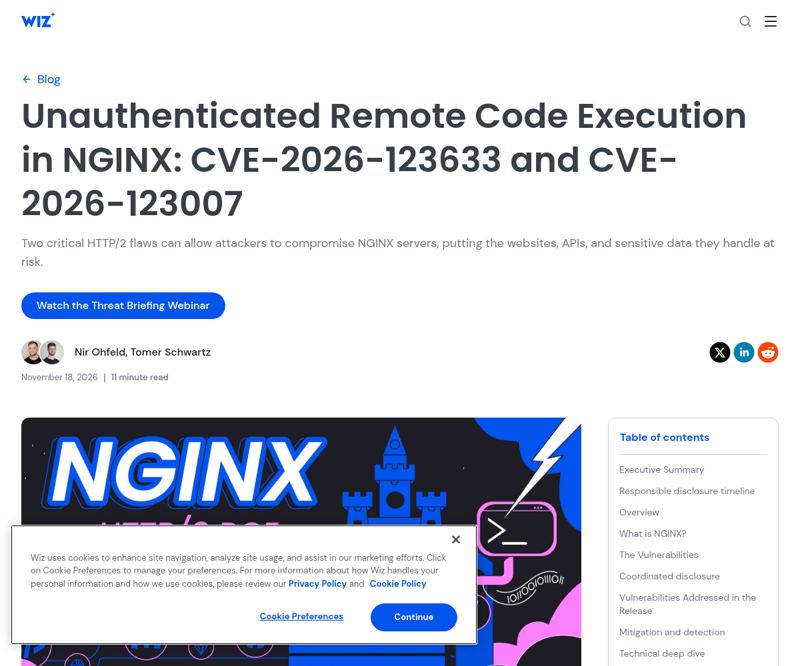 WIZ
← Blog
Unauthenticated Remote Code Execution
in NGINX: CVE-2026-123633 and CVE-
2026-123007
Two critical HTTP/2 flaws can allow attackers to compromise NGINX servers, putting the websites, APIs, and sensitive data they handle at
risk.
Watch the Threat Briefing Webinar
Nir Ohfeld, Tomer Schwartz
November 18, 2026 | 11 minute read
NGINX
Table of contents
Executive Summary
Responsible disclosure timeline
Overview
What is NGINX?
The Vulnerabilities
Coordinated disclosure
Vulnerabilities Addressed in the
Release
Mitigation and detection
Technical deep dive
Wiz uses cookies to enhance site navigation, analyze site usage, and assist in our marketing efforts. Click
on Cookie Preferences to manage your preferences. For more information about how Wiz handles your
personal information and how we use cookies, please review our Privacy Policy and Cookie Policy
Cookie Preferences
Continue